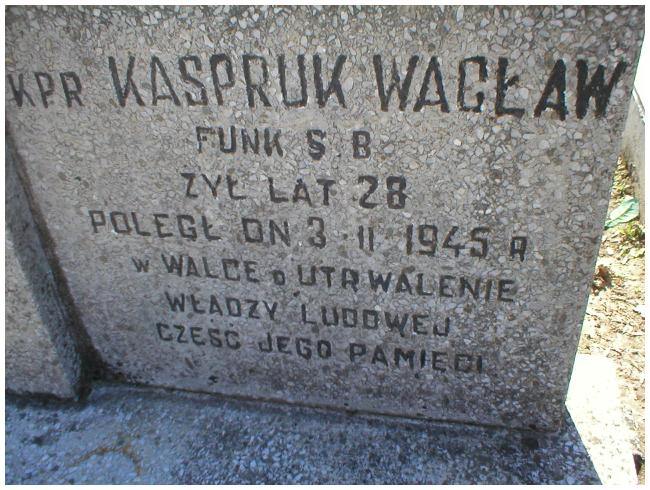 KPR KASPRUK WACŁAW
FUNK S.B
ŻYŁ LAT 28
POLEGŁ DN 3 II 1945 R
W WALCE O UTRWALENIE
WŁADZY LUDOWEJ
CZEŚĆ JEGO PAMIĘCI